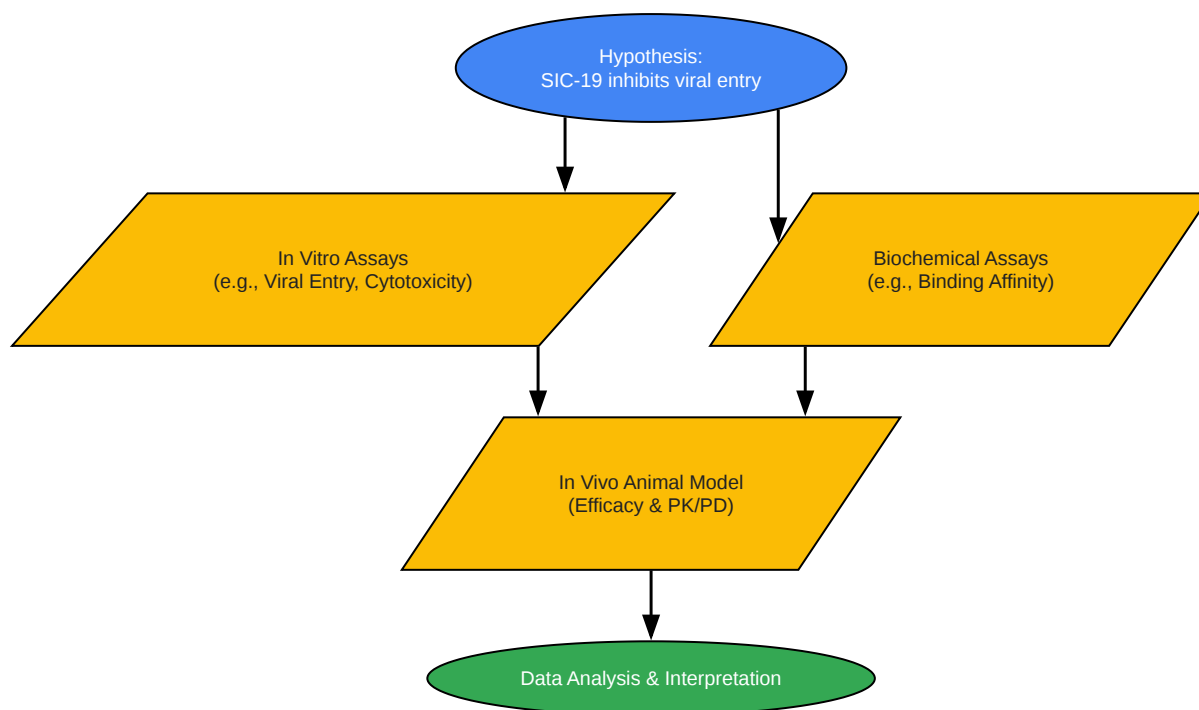 Hypothesis:
SIC-19 inhibits viral entry
In Vitro Assays
(e.g., Viral Entry, Cytotoxicity)
Biochemical Assays
(e.g., Binding Affinity)
In Vivo Animal Model
(Efficacy & PK/PD)
Data Analysis & Interpretation